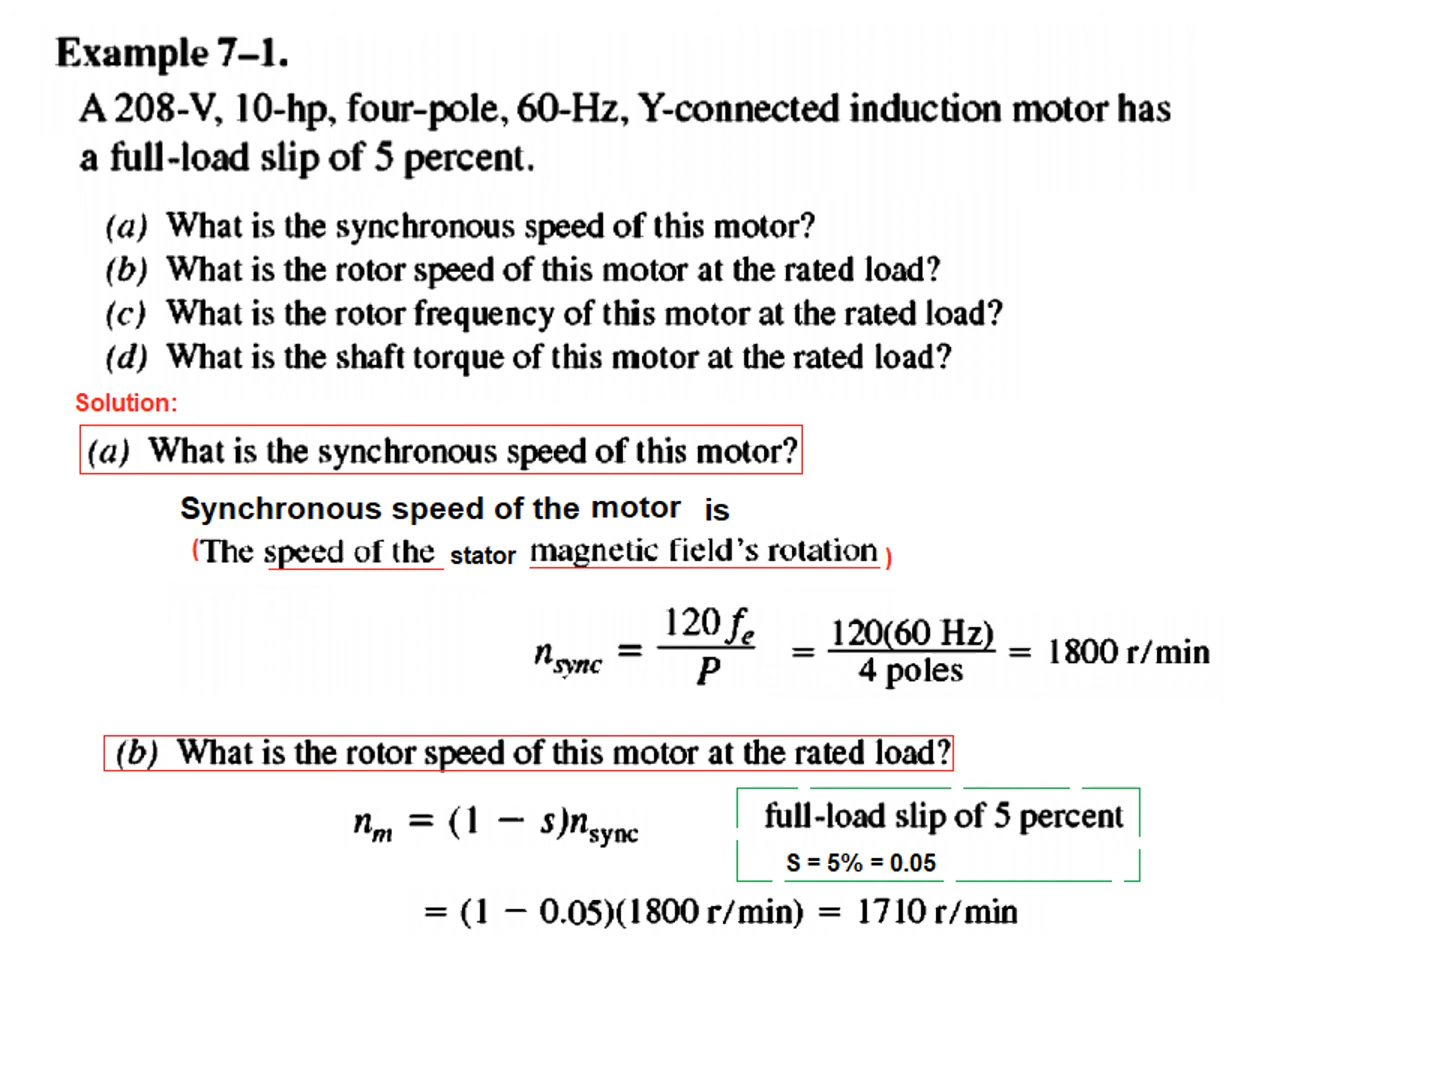 Example 7–1.
A 208-V, 10-hp, four-pole, 60-Hz, Y-connected induction motor has
a full-load slip of 5 percent.
(a) What is the synchronous speed of this motor?
(b) What is the rotor speed of this motor at the rated load?
(c) What is the rotor frequency of this motor at the rated load?
(d) What is the shaft torque of this motor at the rated load?
Solution:
(a) What is the synchronous speed of this motor?
Synchronous speed of the motor is
(The speed of the stator magnetic field's rotation)
n_sync = 120 f_e / P = 120(60 Hz) / 4 poles = 1800 r/min
(b) What is the rotor speed of this motor at the rated load?
n_m = (1 − s)n_sync
full-load slip of 5 percent
S = 5% = 0.05
= (1 − 0.05)(1800 r/min) = 1710 r/min